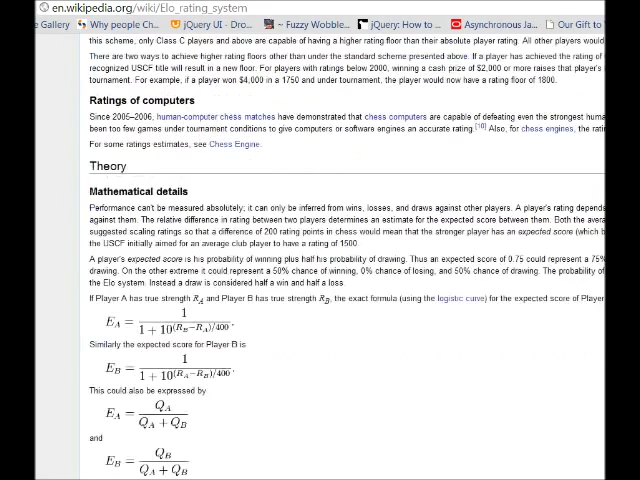 en.wikipedia.org/wiki/Elo_rating_system
e Gallery Why people Ch... jQuery UI - Dro... ~ Fuzzy Wobble... jQuery: How to ... Asynchronous Ja... Our Gift to
this scheme, only Class C players and above are capable of having a higher rating floor than their absolute player rating. All other players would
There are two ways to achieve higher rating floors other than under the standard scheme presented above. If a player has achieved the rating of
recognized USCF title will result in a new floor. For players with ratings below 2000, winning a cash prize of $2,000 or more raises that player's
tournament. For example, if a player won $4,000 in a 1750 and under tournament, the player would now have a rating floor of 1800.
Ratings of computers
Since 2005–2006, human-computer chess matches have demonstrated that chess computers are capable of defeating even the strongest huma
been too few games under tournament conditions to give computers or software engines an accurate rating.[10] Also, for chess engines, the ratin
For some ratings estimates, see Chess Engine.
Theory
Mathematical details
Performance can't be measured absolutely; it can only be inferred from wins, losses, and draws against other players. A player's rating depends
against them. The relative difference in rating between two players determines an estimate for the expected score between them. Both the avera
suggested scaling ratings so that a difference of 200 rating points in chess would mean that the stronger player has an expected score (which b
the USCF initially aimed for an average club player to have a rating of 1500.
A player's expected score is his probability of winning plus half his probability of drawing. Thus an expected score of 0.75 could represent a 75%
drawing. On the other extreme it could represent a 50% chance of winning, 0% chance of losing, and 50% chance of drawing. The probability of
the Elo system. Instead a draw is considered half a win and half a loss.
If Player A has true strength R_A and Player B has true strength R_B, the exact formula (using the logistic curve) for the expected score of Player
E_A = 1 / (1 + 10^((R_B−R_A)/400)).
Similarly the expected score for Player B is
E_B = 1 / (1 + 10^((R_A−R_B)/400)).
This could also be expressed by
E_A = Q_A / (Q_A + Q_B)
and
E_B = Q_B / (Q_A + Q_B)